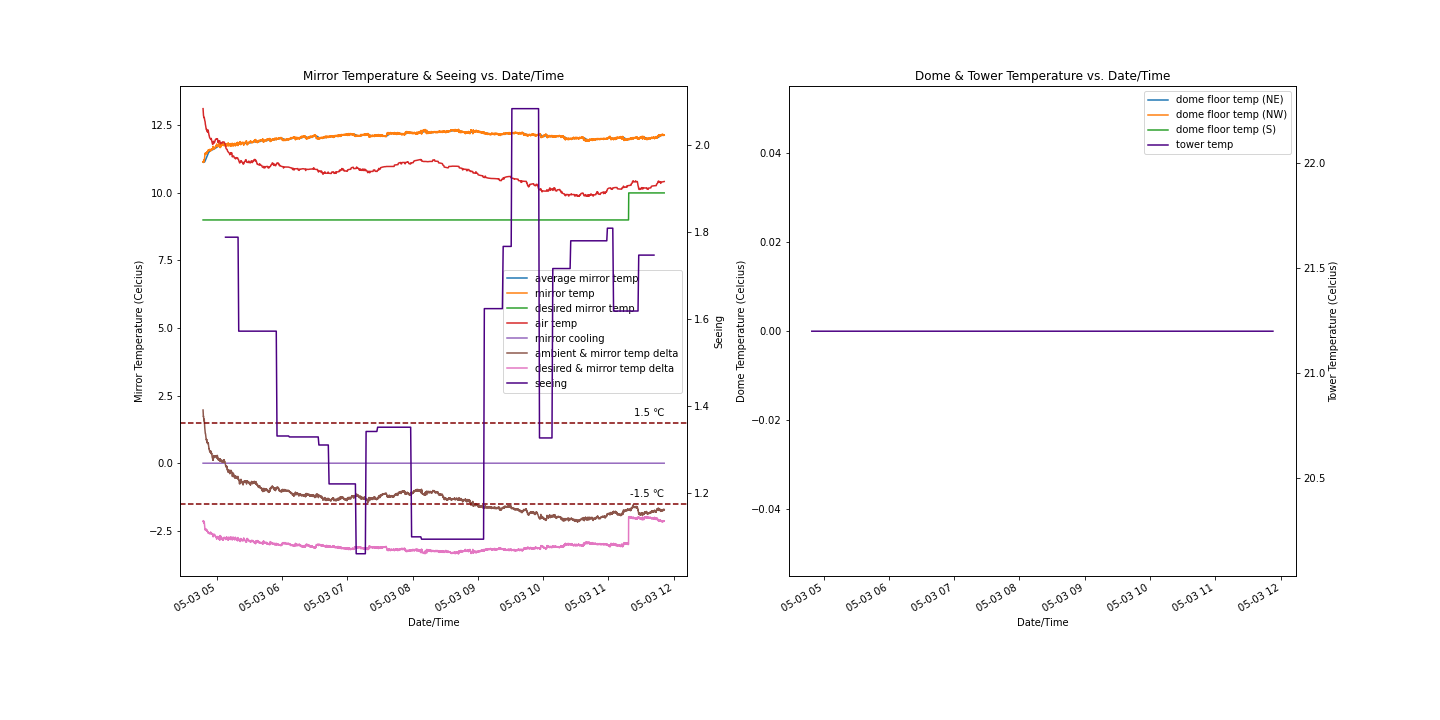 Mirror Temperature & Seeing vs. Date/Time
Mirror Temperature (Celcius)
12.5
10.0
7.5
5.0
2.5
0.0
−2.5
2.0
1.8
1.6
1.4
1.2
Seeing
average mirror temp
mirror temp
desired mirror temp
air temp
mirror cooling
ambient & mirror temp delta
desired & mirror temp delta
seeing
1.5 °C
-1.5 °C
05-03 05
05-03 06
05-03 07
05-03 08
05-03 09
05-03 10
05-03 11
05-03 12
Date/Time
Dome & Tower Temperature vs. Date/Time
Dome Temperature (Celcius)
0.04
0.02
0.00
−0.02
−0.04
dome floor temp (NE)
dome floor temp (NW)
dome floor temp (S)
tower temp
22.0
21.5
21.0
20.5
Tower Temperature (Celcius)
05-03 05
05-03 06
05-03 07
05-03 08
05-03 09
05-03 10
05-03 11
05-03 12
Date/Time